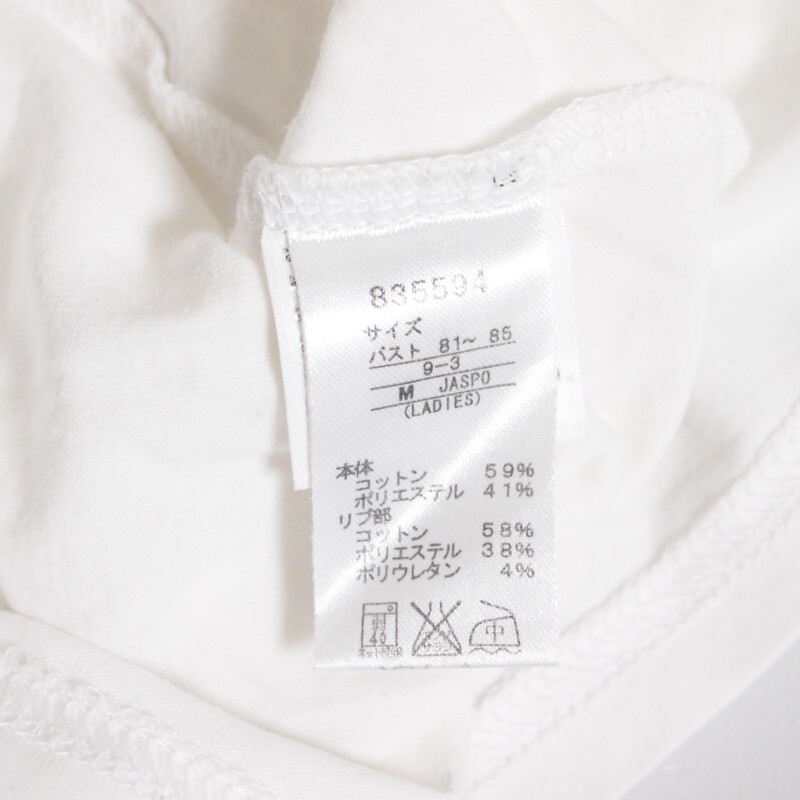 835594
サイズ
バスト 81〜 85
9-3
M JASPO
(LADIES)
本体
コットン 59%
ポリエステル 41%
リブ部
コットン 58%
ポリエステル 38%
ポリウレタン 4%
40
中